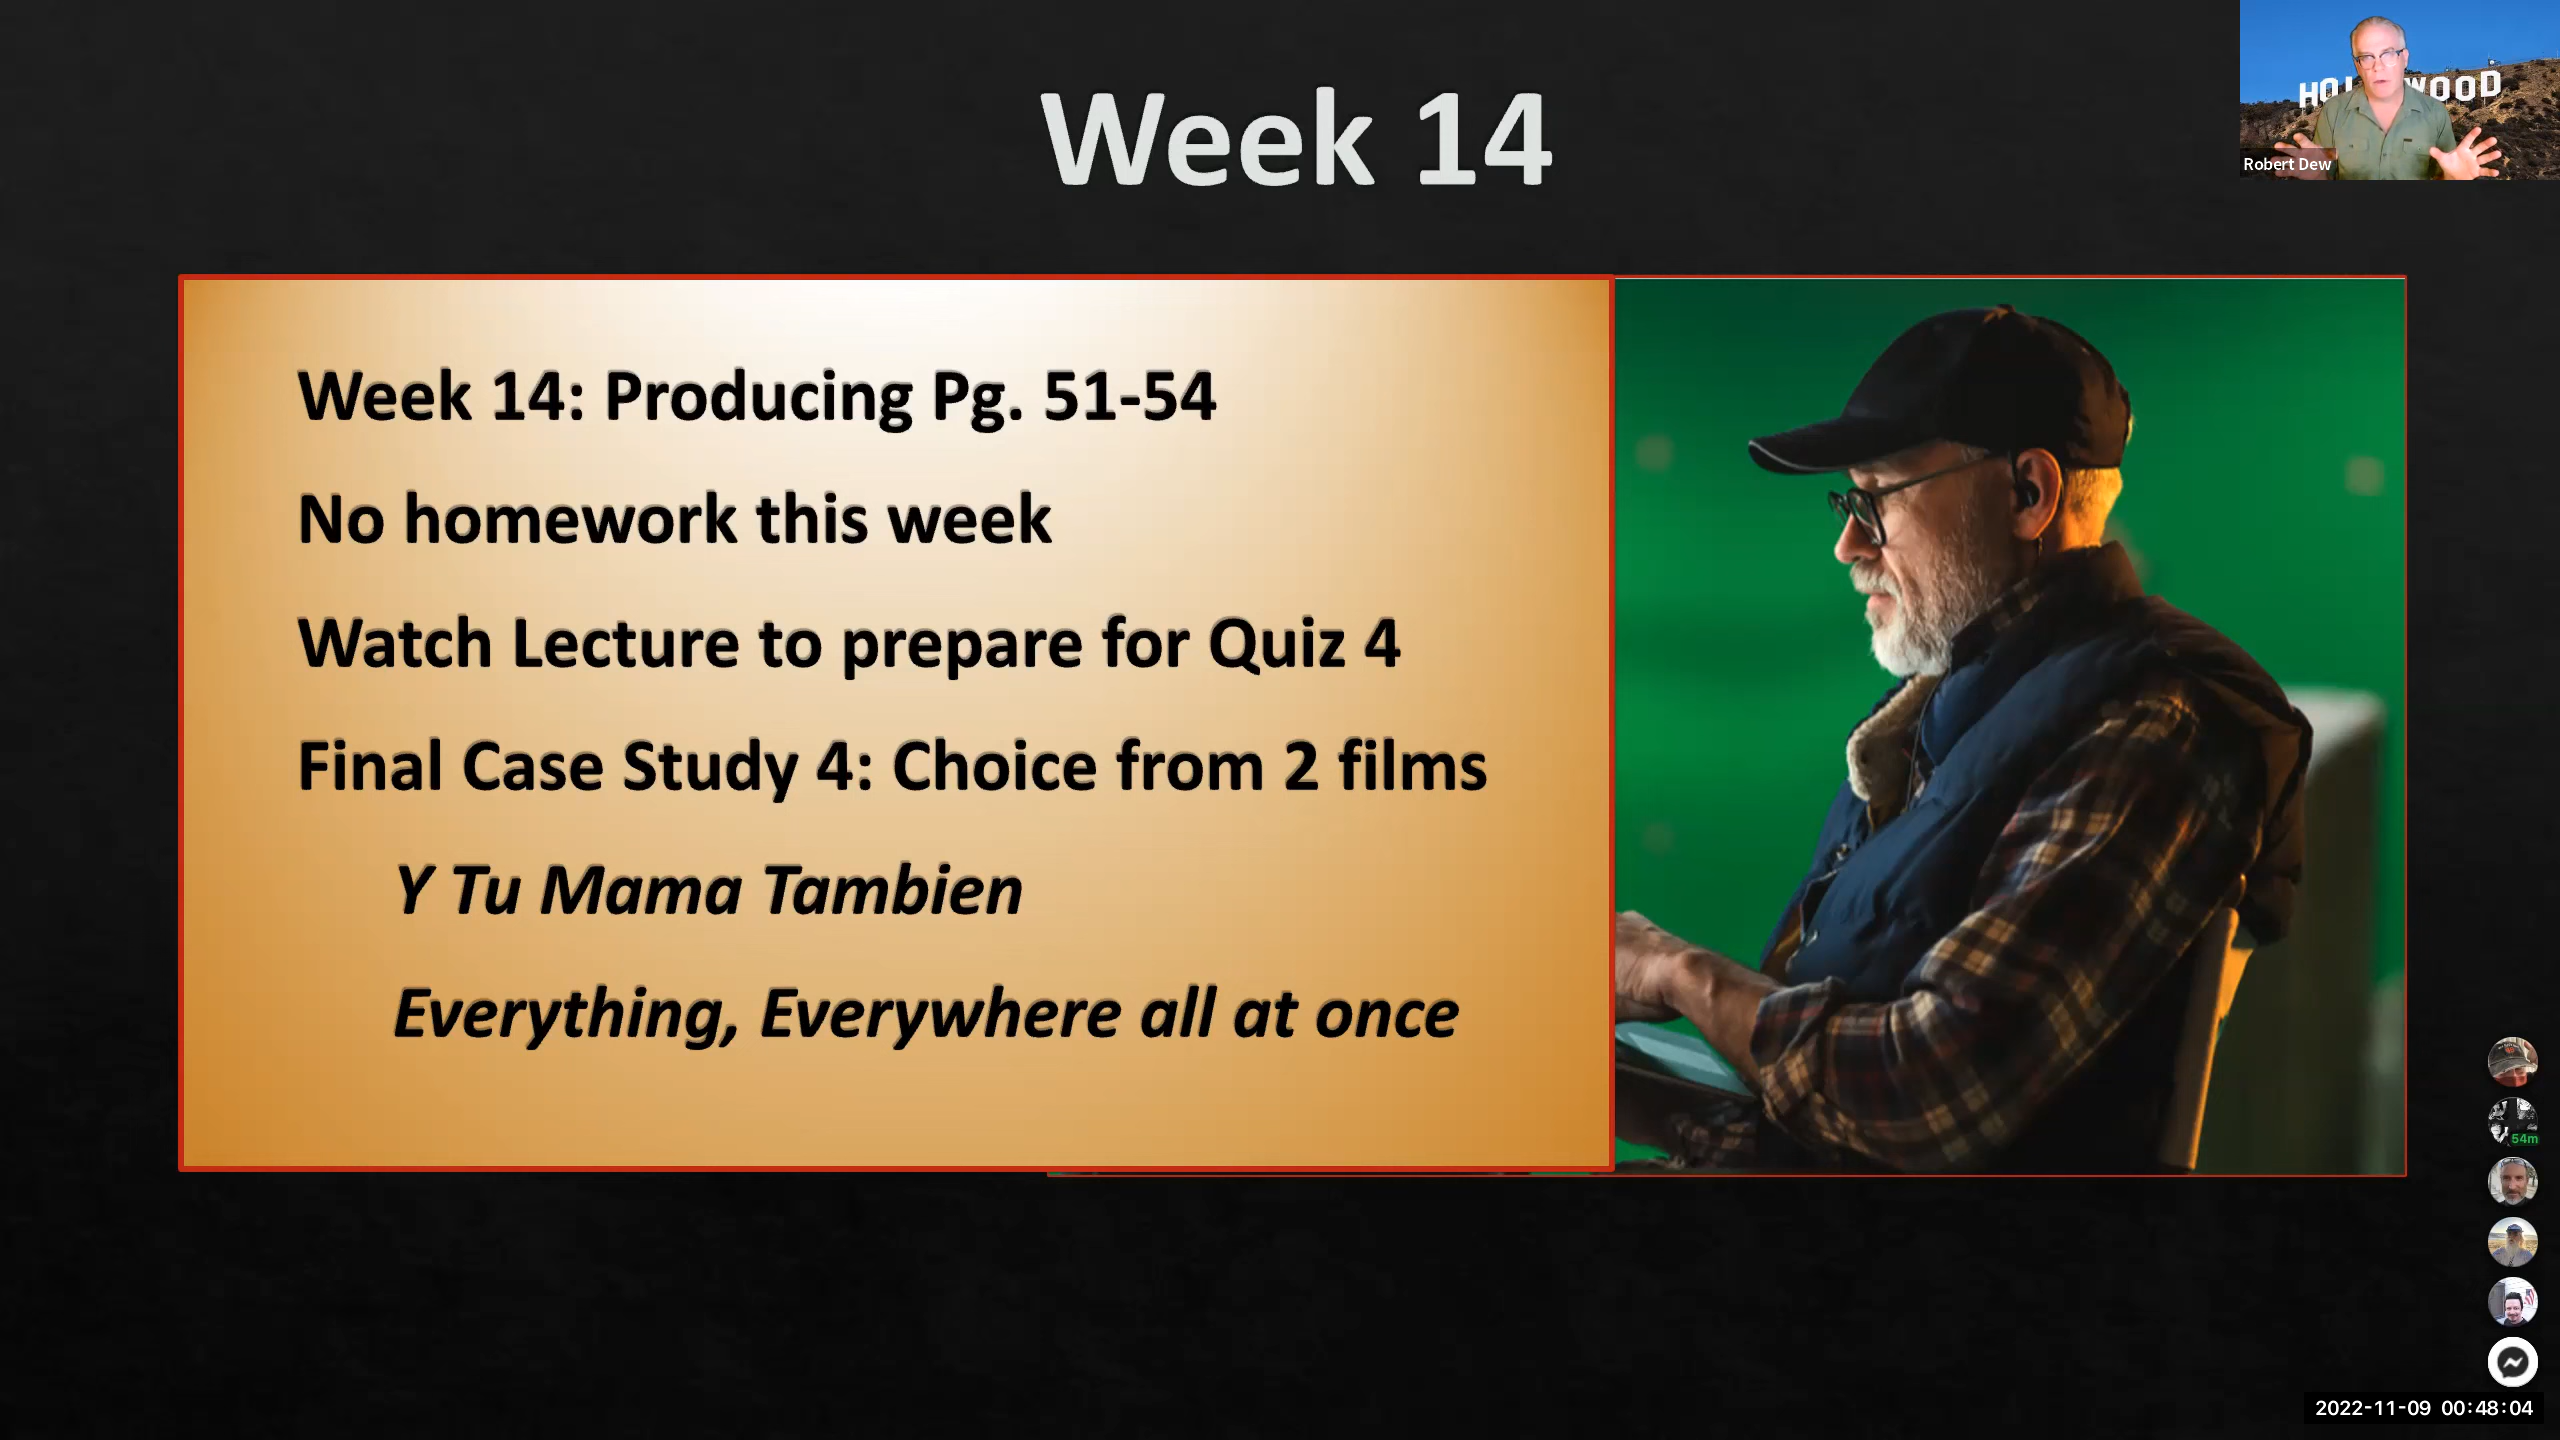 Week 14
HOL WOOD
Robert Dew
Week 14: Producing Pg. 51-54
No homework this week
Watch Lecture to prepare for Quiz 4
Final Case Study 4: Choice from 2 films
Y Tu Mama Tambien
Everything, Everywhere all at once
54m
2022-11-09 00:48:04